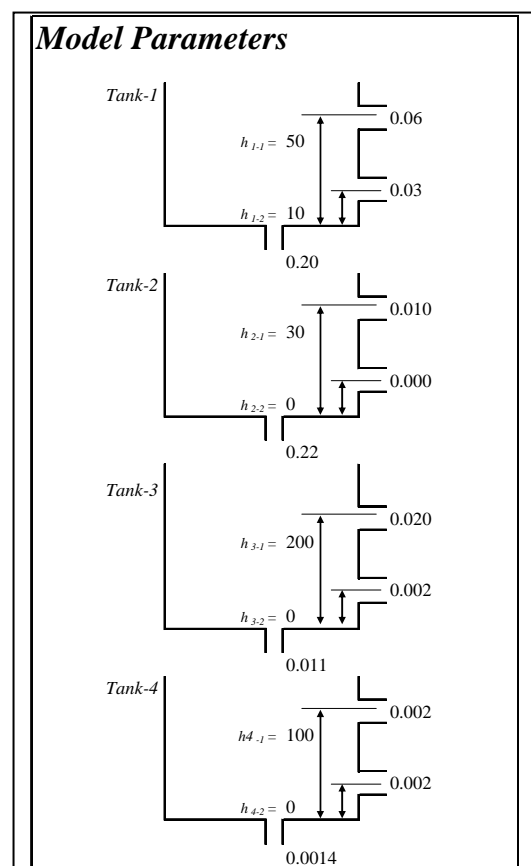 Model Parameters
Tank-1
0.06
h 1-1 = 50
0.03
h 1-2 = 10
0.20
Tank-2
0.010
h 2-1 = 30
0.000
h 2-2 = 0
0.22
Tank-3
0.020
h 3-1 = 200
0.002
h 3-2 = 0
0.011
Tank-4
0.002
h4 -1 = 100
0.002
h 4-2 = 0
0.0014